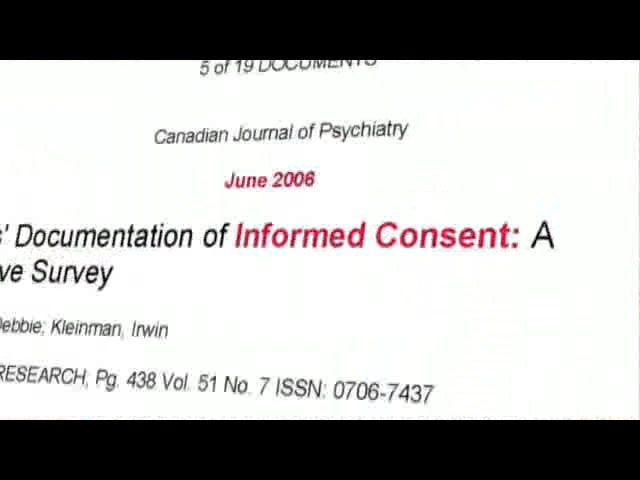 5 of 19 DOCUMENTS
Canadian Journal of Psychiatry
June 2006
s' Documentation of Informed Consent: A
ve Survey
Debbie; Kleinman, Irwin
RESEARCH; Pg. 438 Vol. 51 No. 7 ISSN: 0706-7437